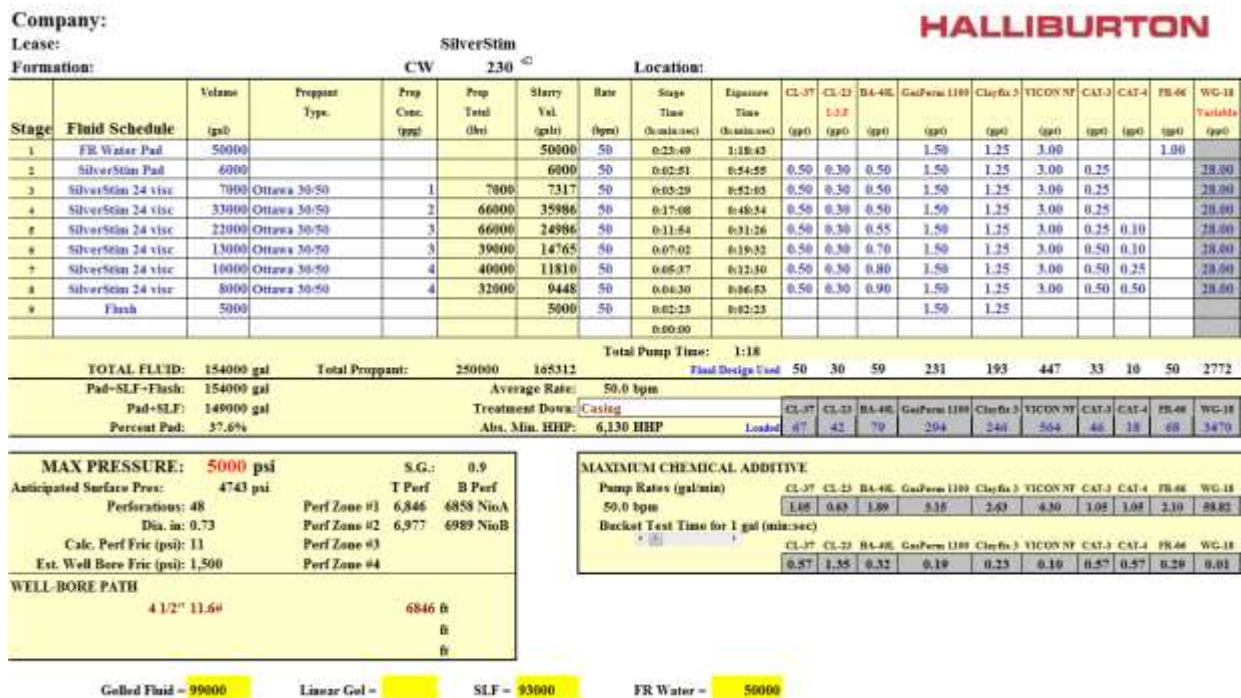 Company:
HALLIBURTON
Lease: SilverStim
Formation: CW 230 Location:
Volume Proppant Prop Prop Slurry Rate Stage Exposure CL-37 CL-23 BA-40L GasPerm 1100 Clayfix 3 VICON NF CAT-3 CAT-4 FR-66 WG-18
Type. Conc. Total Vol. Time Time Variable
Stage Fluid Schedule (gal) (ppg) (lbs) (gals) (bpm) (h:min:sec) (h:min:sec) (gpt) (gpt) (gpt) (gpt) (gpt) (gpt) (gpt) (gpt) (gpt) (ppt)
1 FR Water Pad 50000 50000 50 0:23:49 1:18:43 1.50 1.25 3.00 1.00
2 SilverStim Pad 6000 6000 50 0:02:51 0:54:55 0.50 0.30 0.50 1.50 1.25 3.00 0.25 28.00
3 SilverStim 24 visc 7000 Ottawa 30/50 1 7000 7317 50 0:03:29 0:52:03 0.50 0.30 0.50 1.50 1.25 3.00 0.25 28.00
4 SilverStim 24 visc 33000 Ottawa 30/50 2 66000 35986 50 0:17:08 0:48:34 0.50 0.30 0.50 1.50 1.25 3.00 0.25 28.00
5 SilverStim 24 visc 22000 Ottawa 30/50 3 66000 24986 50 0:11:54 0:31:26 0.50 0.30 0.55 1.50 1.25 3.00 0.25 0.10 28.00
6 SilverStim 24 visc 13000 Ottawa 30/50 3 39000 14765 50 0:07:02 0:19:32 0.50 0.30 0.70 1.50 1.25 3.00 0.50 0.10 28.00
7 SilverStim 24 visc 10000 Ottawa 30/50 4 40000 11810 50 0:05:37 0:12:30 0.50 0.30 0.80 1.50 1.25 3.00 0.50 0.25 28.00
8 SilverStim 24 visc 8000 Ottawa 30/50 4 32000 9448 50 0:04:30 0:06:53 0.50 0.30 0.90 1.50 1.25 3.00 0.50 0.50 28.00
9 Flush 5000 5000 50 0:02:23 0:02:23 1.50 1.25
0:00:00
Total Pump Time: 1:18
TOTAL FLUID: 154000 gal Total Proppant: 250000 165312 Final Design Used 50 30 59 231 193 447 33 10 50 2772
Pad+SLF+Flush: 154000 gal Average Rate: 50.0 bpm
Pad+SLF: 149000 gal Treatment Down: Casing CL-37 CL-23 BA-40L GasPerm 1100 Clayfix 3 VICON NF CAT-3 CAT-4 FR-66 WG-18
Percent Pad: 37.6% Abs. Min. HHP: 6,130 HHP Loaded 67 42 79 294 246 564 46 18 68 3470
MAX PRESSURE: 5000 psi S.G.: 0.9
Anticipated Surface Pres: 4743 psi T Perf B Perf
Perforations: 48 Perf Zone #1 6,846 6858 NioA
Dia. in: 0.73 Perf Zone #2 6,977 6989 NioB
Calc. Perf Fric (psi): 11 Perf Zone #3
Est. Well Bore Fric (psi): 1,500 Perf Zone #4
WELL-BORE PATH
4 1/2" 11.6# 6846 ft
ft
ft
MAXIMUM CHEMICAL ADDITIVE
Pump Rates (gal/min) CL-37 CL-23 BA-40L GasPerm 1100 Clayfix 3 VICON NF CAT-3 CAT-4 FR-66 WG-18
50.0 bpm 1.05 0.63 1.89 3.15 2.63 6.30 1.05 1.05 2.10 58.82
Bucket Test Time for 1 gal (min:sec)
CL-37 CL-23 BA-40L GasPerm 1100 Clayfix 3 VICON NF CAT-3 CAT-4 FR-66 WG-18
0.57 1.35 0.32 0.19 0.23 0.10 0.57 0.57 0.29 0.01
Gelled Fluid = 99000 Linear Gel = SLF = 93000 FR Water = 50000